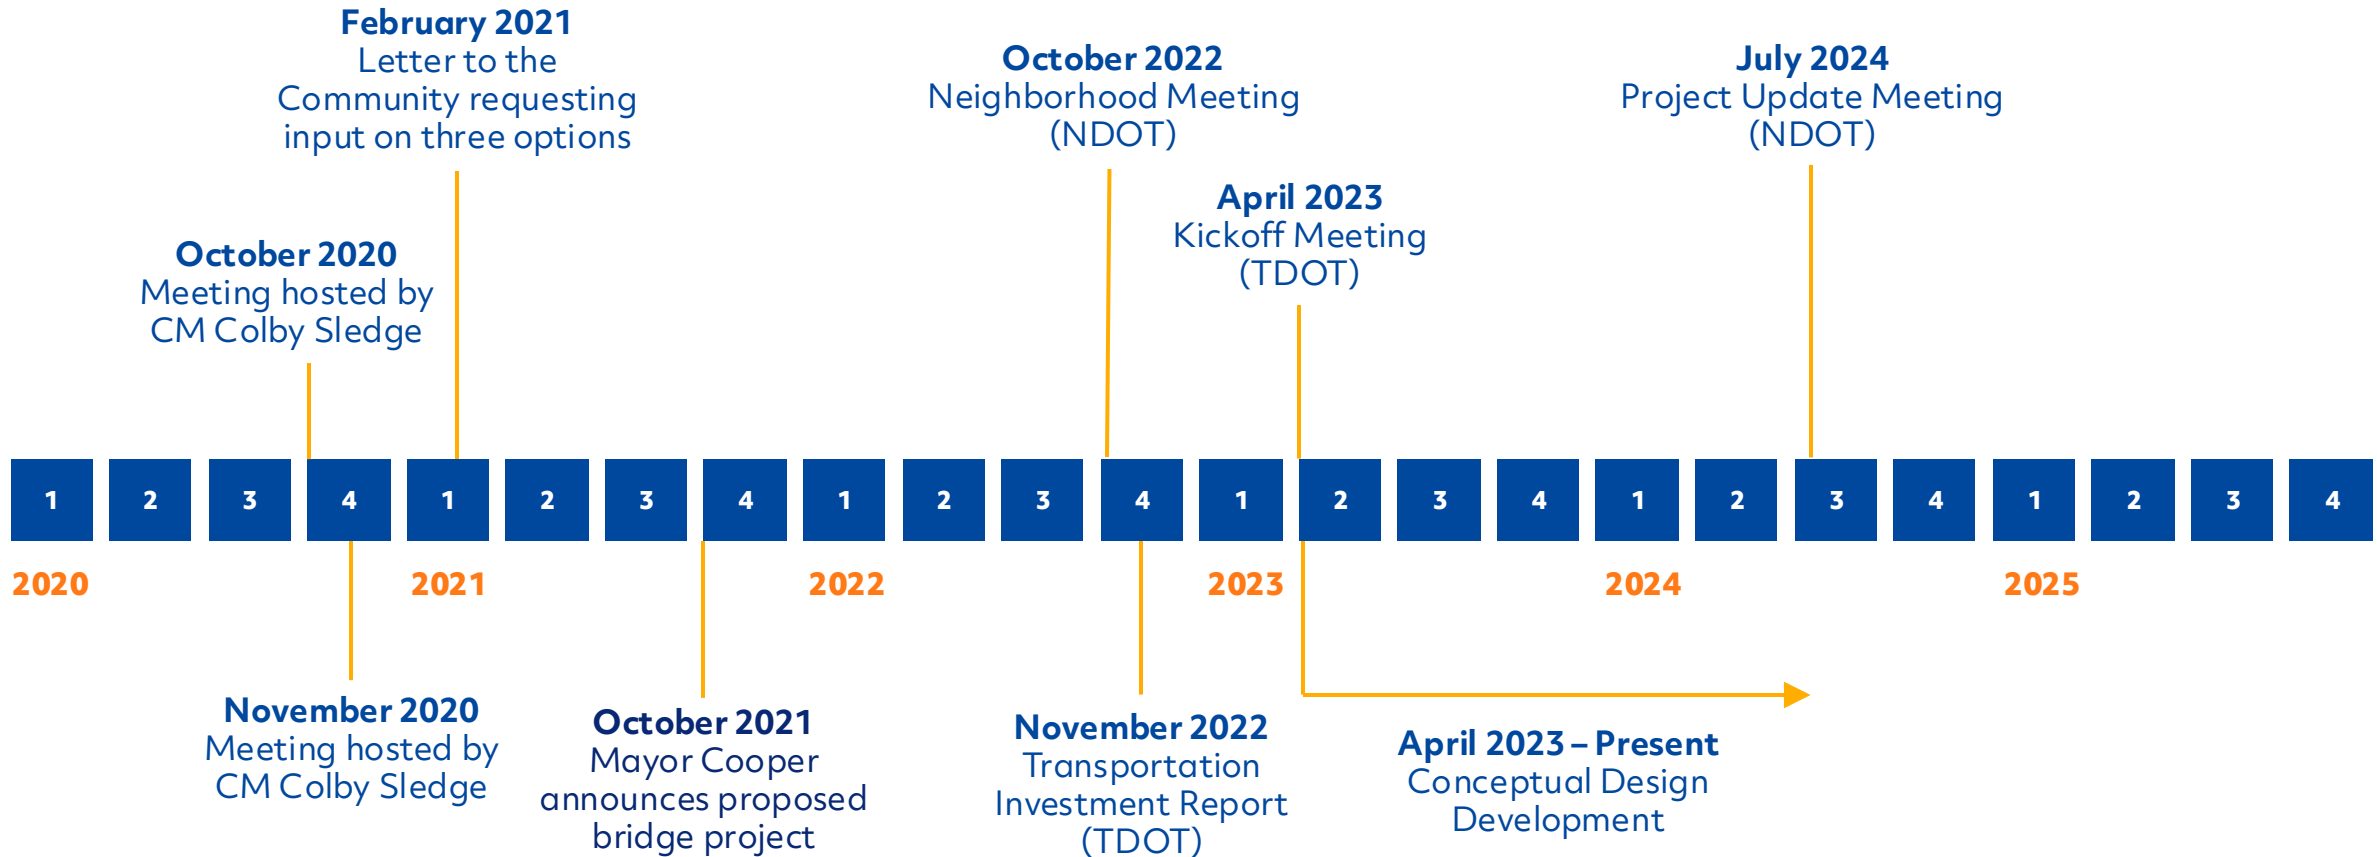 February 2021
Letter to the
Community requesting
input on three options
October 2022
Neighborhood Meeting
(NDOT)
July 2024
Project Update Meeting
(NDOT)
April 2023
Kickoff Meeting
(TDOT)
October 2020
Meeting hosted by
CM Colby Sledge
1 2 3 4 1 2 3 4 1 2 3 4 1 2 3 4 1 2 3 4 1 2 3 4
2020 2021 2022 2023 2024 2025
November 2020
Meeting hosted by
CM Colby Sledge
October 2021
Mayor Cooper
announces proposed
bridge project
November 2022
Transportation
Investment Report
(TDOT)
April 2023 – Present
Conceptual Design
Development